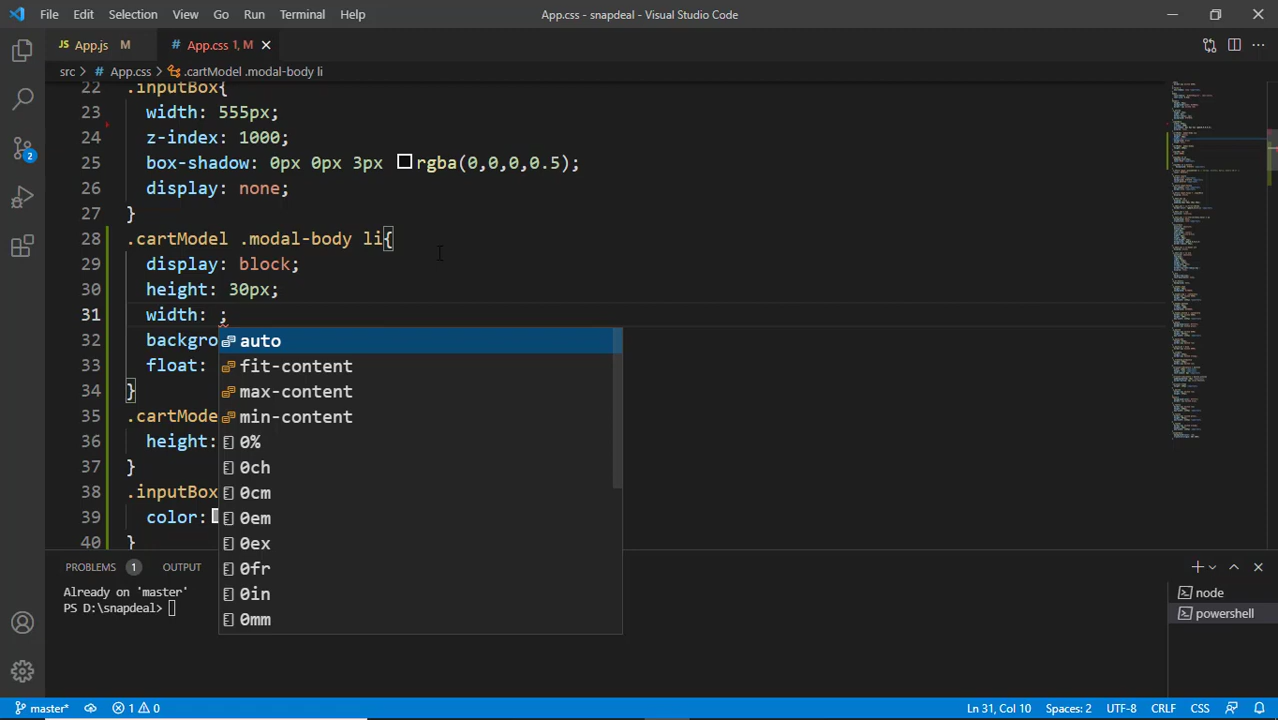 File Edit Selection View Go Run Terminal Help App.css - snapdeal - Visual Studio Code
JS App.js M # App.css 1, M
src > # App.css > .cartModel .modal-body li
22 .inputBox{
23 width: 555px;
24 z-index: 1000;
25 box-shadow: 0px 0px 3px rgba(0,0,0,0.5);
26 display: none;
27 }
28 .cartModel .modal-body li{
29 display: block;
30 height: 30px;
31 width: ;
32 backgro auto
33 float: fit-content
34 } max-content
35 .cartMode min-content
36 height: 0%
37 } 0ch
38 .inputBox 0cm
39 color: 0em
40 } 0ex
0fr
0in
0mm
PROBLEMS 1 OUTPUT
Already on 'master'
PS D:\snapdeal>
node
powershell
2
master* 1 0 Ln 31, Col 10 Spaces: 2 UTF-8 CRLF CSS